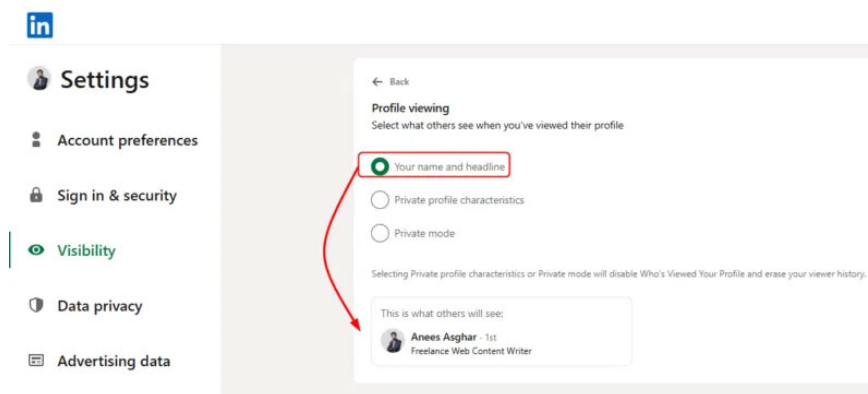 in
Settings
Account preferences
Sign in & security
Visibility
Data privacy
Advertising data
Back
Profile viewing
Select what others see when you've viewed their profile
Your name and headline
Private profile characteristics
Private mode
Selecting Private profile characteristics or Private mode will disable Who's Viewed Your Profile and erase your viewer history.
This is what others will see:
Anees Asghar · 1st
Freelance Web Content Writer